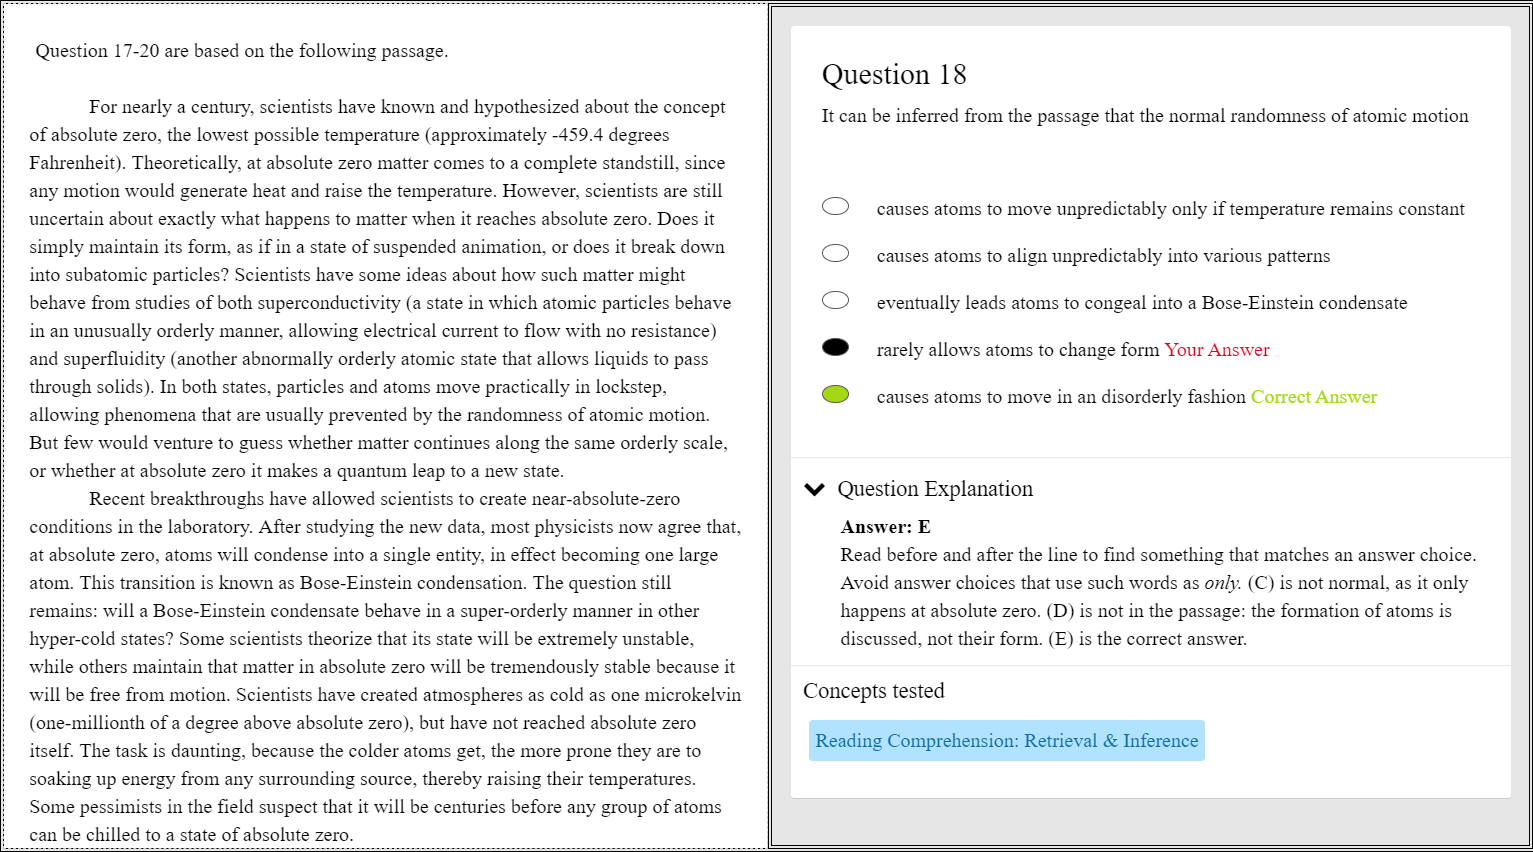 Question 17-20 are based on the following passage.
For nearly a century, scientists have known and hypothesized about the concept
of absolute zero, the lowest possible temperature (approximately -459.4 degrees
Fahrenheit). Theoretically, at absolute zero matter comes to a complete standstill, since
any motion would generate heat and raise the temperature. However, scientists are still
uncertain about exactly what happens to matter when it reaches absolute zero. Does it
simply maintain its form, as if in a state of suspended animation, or does it break down
into subatomic particles? Scientists have some ideas about how such matter might
behave from studies of both superconductivity (a state in which atomic particles behave
in an unusually orderly manner, allowing electrical current to flow with no resistance)
and superfluidity (another abnormally orderly atomic state that allows liquids to pass
through solids). In both states, particles and atoms move practically in lockstep,
allowing phenomena that are usually prevented by the randomness of atomic motion.
But few would venture to guess whether matter continues along the same orderly scale,
or whether at absolute zero it makes a quantum leap to a new state.
Recent breakthroughs have allowed scientists to create near-absolute-zero
conditions in the laboratory. After studying the new data, most physicists now agree that,
at absolute zero, atoms will condense into a single entity, in effect becoming one large
atom. This transition is known as Bose-Einstein condensation. The question still
remains: will a Bose-Einstein condensate behave in a super-orderly manner in other
hyper-cold states? Some scientists theorize that its state will be extremely unstable,
while others maintain that matter in absolute zero will be tremendously stable because it
will be free from motion. Scientists have created atmospheres as cold as one microkelvin
(one-millionth of a degree above absolute zero), but have not reached absolute zero
itself. The task is daunting, because the colder atoms get, the more prone they are to
soaking up energy from any surrounding source, thereby raising their temperatures.
Some pessimists in the field suspect that it will be centuries before any group of atoms
can be chilled to a state of absolute zero.
Question 18
It can be inferred from the passage that the normal randomness of atomic motion
causes atoms to move unpredictably only if temperature remains constant
causes atoms to align unpredictably into various patterns
eventually leads atoms to congeal into a Bose-Einstein condensate
rarely allows atoms to change form Your Answer
causes atoms to move in an disorderly fashion Correct Answer
Question Explanation
Answer: E
Read before and after the line to find something that matches an answer choice.
Avoid answer choices that use such words as only. (C) is not normal, as it only
happens at absolute zero. (D) is not in the passage: the formation of atoms is
discussed, not their form. (E) is the correct answer.
Concepts tested
Reading Comprehension: Retrieval & Inference